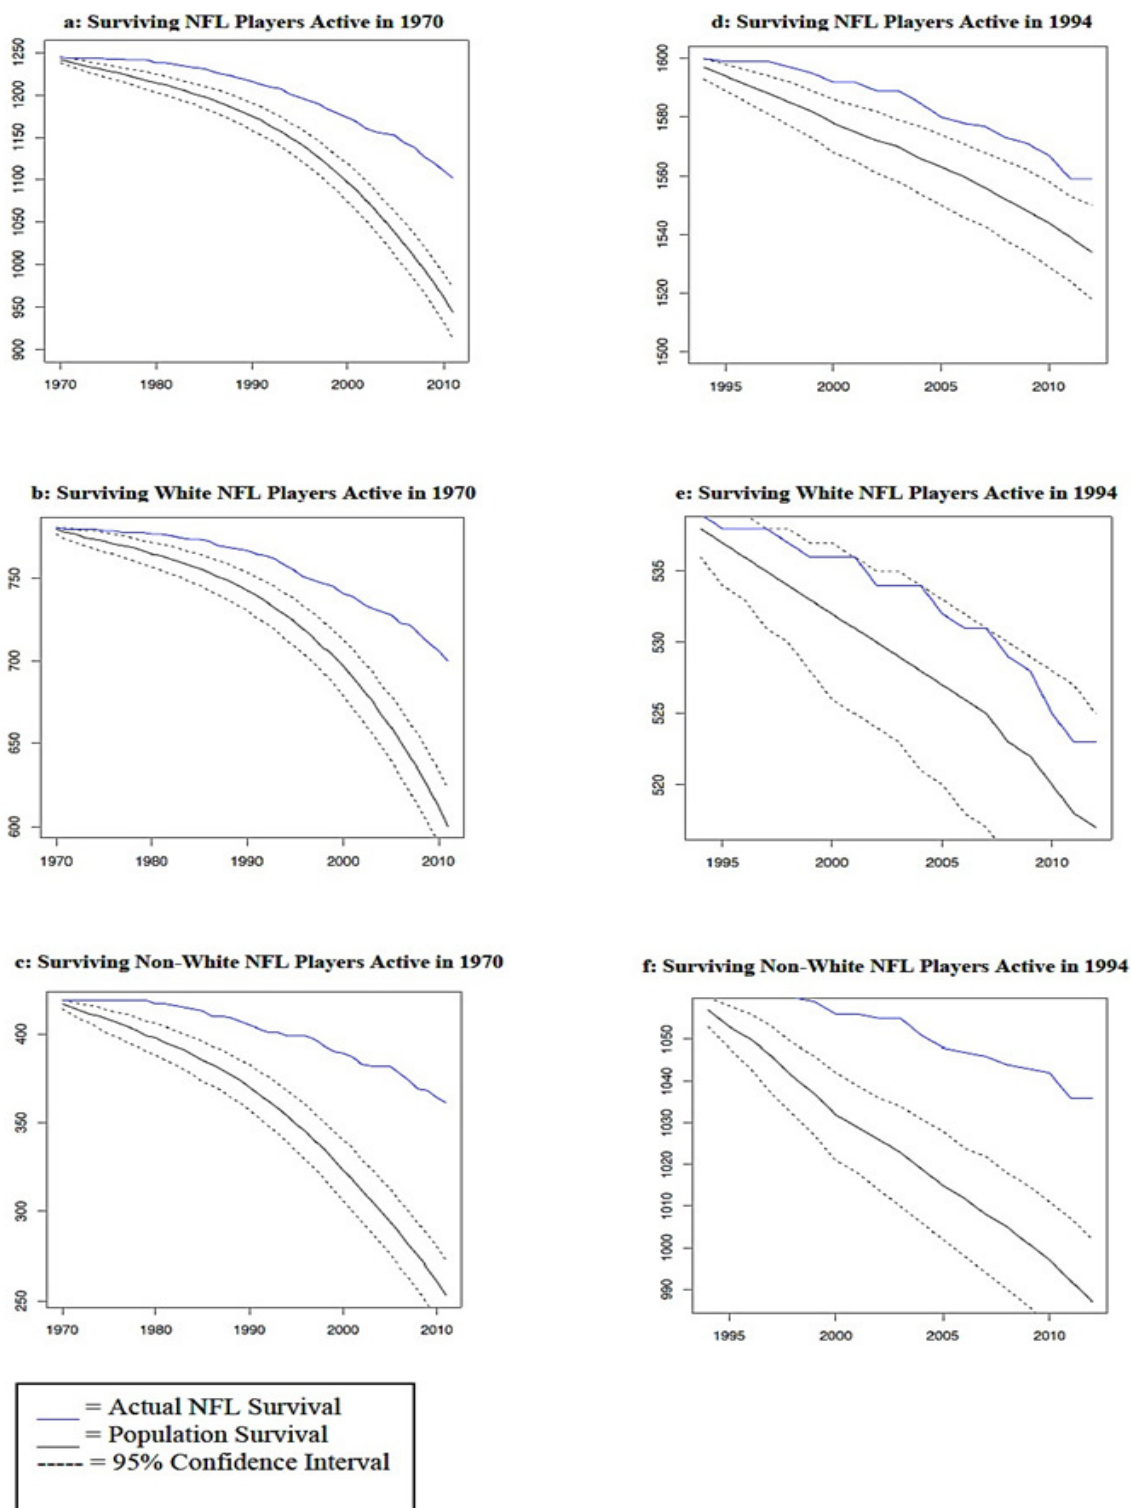 a: Surviving NFL Players Active in 1970
1250
1200
1150
1100
1050
1000
950
900
1970 1980 1990 2000 2010
d: Surviving NFL Players Active in 1994
1600
1580
1560
1540
1520
1500
1995 2000 2005 2010
b: Surviving White NFL Players Active in 1970
750
700
650
600
1970 1980 1990 2000 2010
e: Surviving White NFL Players Active in 1994
535
530
525
520
1995 2000 2005 2010
c: Surviving Non-White NFL Players Active in 1970
400
350
300
250
1970 1980 1990 2000 2010
f: Surviving Non-White NFL Players Active in 1994
1050
1040
1030
1020
1010
1000
990
1995 2000 2005 2010
= Actual NFL Survival
= Population Survival
= 95% Confidence Interval